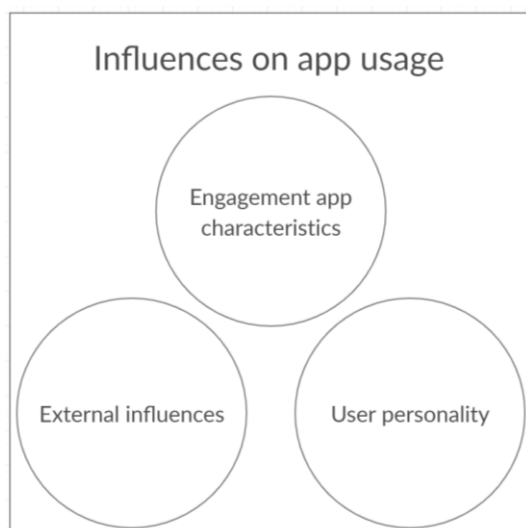 Influences on app usage
Engagement app
characteristics
External influences
User personality